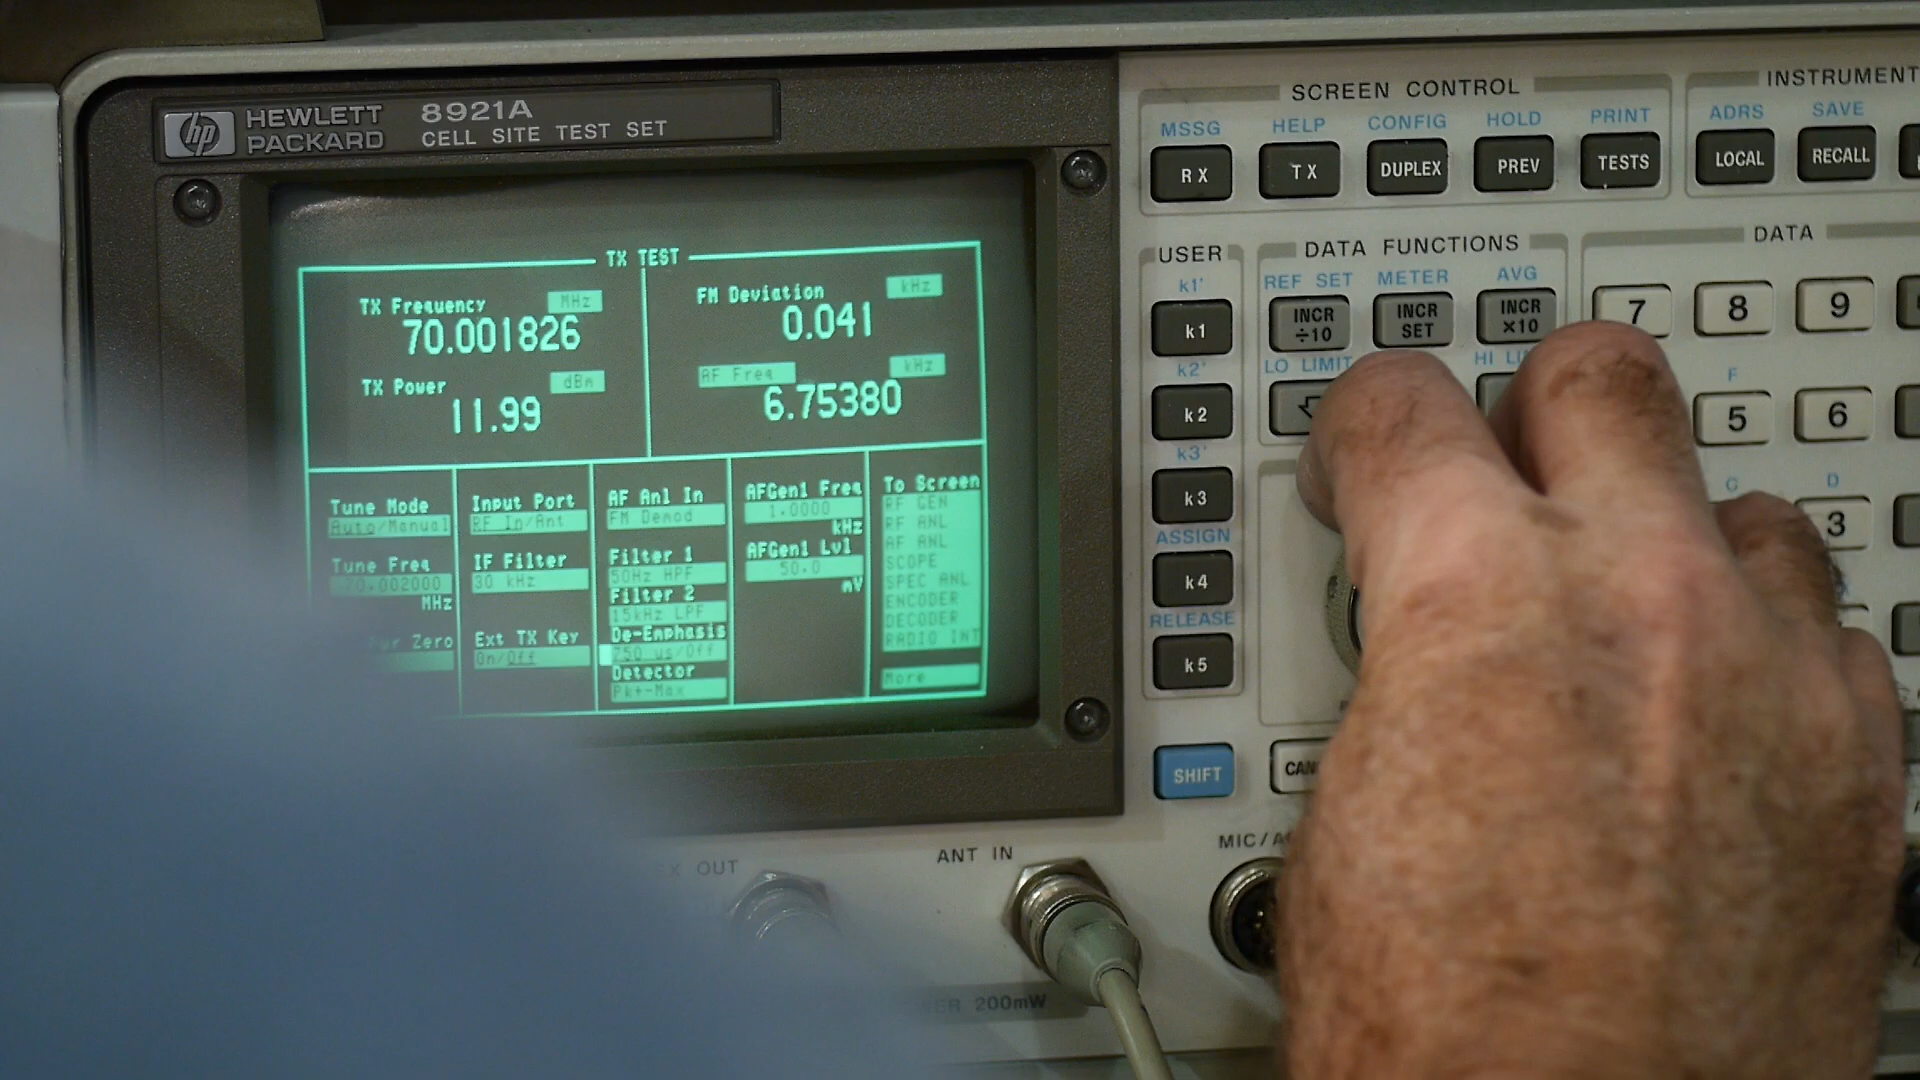 hp HEWLETT PACKARD
8921A
CELL SITE TEST SET
TX TEST
TX Frequency MHz
70.001826
TX Power dBm
11.99
FM Deviation kHz
0.041
AF Freq kHz
6.75380
Tune Mode
Auto/Manual
Tune Freq
70.002000
MHz
Zero
Input Port
RF In/Ant
IF Filter
30 kHz
Ext TX Key
On/Off
AF Anl In
FM Demod
Filter 1
50Hz HPF
Filter 2
15kHz LPF
De-Emphasis
750 us/Off
Detector
Pk+-Max
AFGen1 Freq
1.0000
kHz
AFGen1 Lvl
50.0
mV
To Screen
RF GEN
RF ANL
AF ANL
SCOPE
SPEC ANL
ENCODER
DECODER
RADIO INT
More
SCREEN CONTROL
MSSG HELP CONFIG HOLD PRINT
RX TX DUPLEX PREV TESTS
INSTRUMENT
ADRS SAVE
LOCAL RECALL
USER
k1'
k1
k2'
k2
k3'
k3
ASSIGN
k4
RELEASE
k5
SHIFT
DATA FUNCTIONS
REF SET METER AVG
INCR ÷10 INCR SET INCR ×10
LO LIMIT HI LI
DATA
7 8 9
F
5 6
G D
3
CAN
OUT
ANT IN
MIC/A
200mW